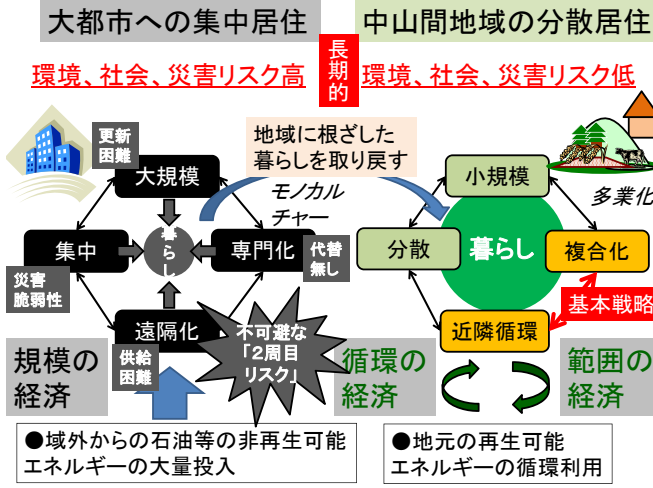 大都市への集中居住
中山間地域の分散居住
環境、社会、災害リスク高
長期的
環境、社会、災害リスク低
更新
困難
地域に根ざした
暮らしを取り戻す
大規模
モノカル
チャー
小規模
多業化
集中
暮らし
専門化
代替
無し
分散
暮らし
複合化
災害
脆弱性
基本戦略
遠隔化
不可避な
「2周目
リスク」
近隣循環
供給
困難
規模の
経済
循環の
経済
範囲の
経済
●域外からの石油等の非再生可能
エネルギーの大量投入
●地元の再生可能
エネルギーの循環利用